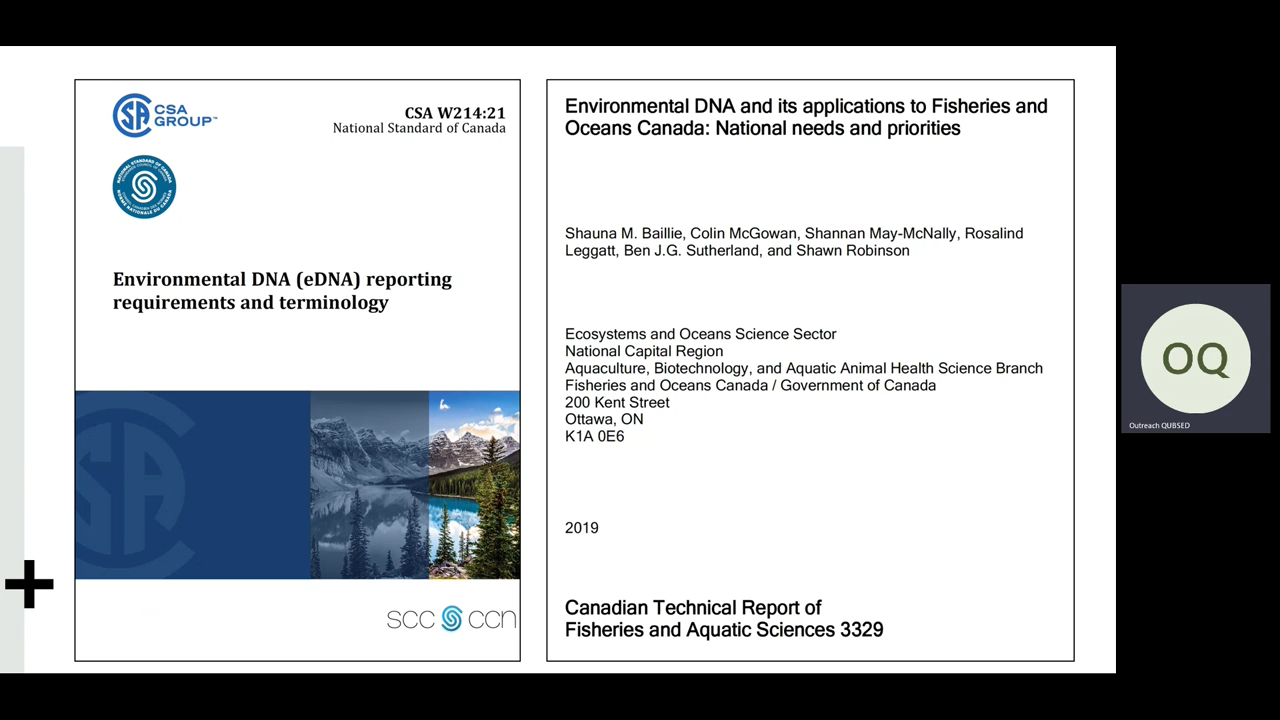 CSA
GROUP™
CSA W214:21
National Standard of Canada
Environmental DNA (eDNA) reporting
requirements and terminology
scc ccn
Environmental DNA and its applications to Fisheries and
Oceans Canada: National needs and priorities
Shauna M. Baillie, Colin McGowan, Shannan May-McNally, Rosalind
Leggatt, Ben J.G. Sutherland, and Shawn Robinson
Ecosystems and Oceans Science Sector
National Capital Region
Aquaculture, Biotechnology, and Aquatic Animal Health Science Branch
Fisheries and Oceans Canada / Government of Canada
200 Kent Street
Ottawa, ON
K1A 0E6
2019
Canadian Technical Report of
Fisheries and Aquatic Sciences 3329
OQ
Outreach QUBSED